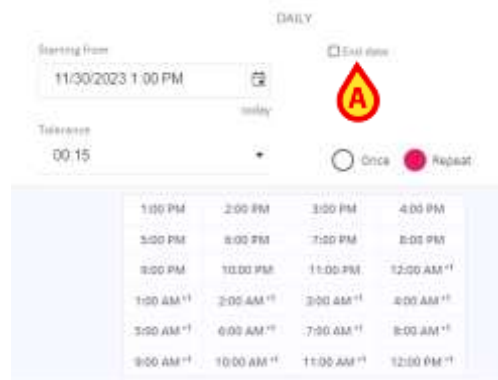 DAILY
Starting from
End date
11/30/2023 1:00 PM
today
A
Tolerance
00:15
Once Repeat
1:00 PM 2:00 PM 3:00 PM 4:00 PM
5:00 PM 6:00 PM 7:00 PM 8:00 PM
9:00 PM 10:00 PM 11:00 PM 12:00 AM +1
1:00 AM +1 2:00 AM +1 3:00 AM +1 4:00 AM +1
5:00 AM +1 6:00 AM +1 7:00 AM +1 8:00 AM +1
9:00 AM +1 10:00 AM +1 11:00 AM +1 12:00 PM +1